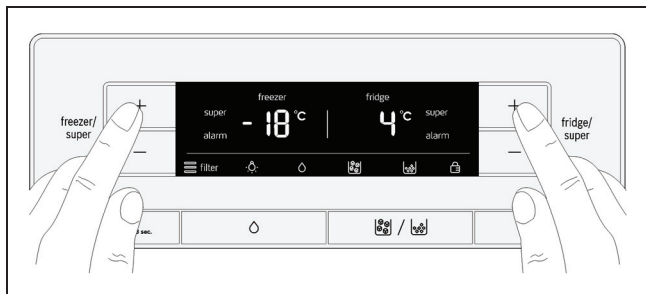 freezer fridge
super - 18 °C 4 °C super
alarm alarm
filter
freezer/
super
fridge/
super
+
−
+
−
sec.
/